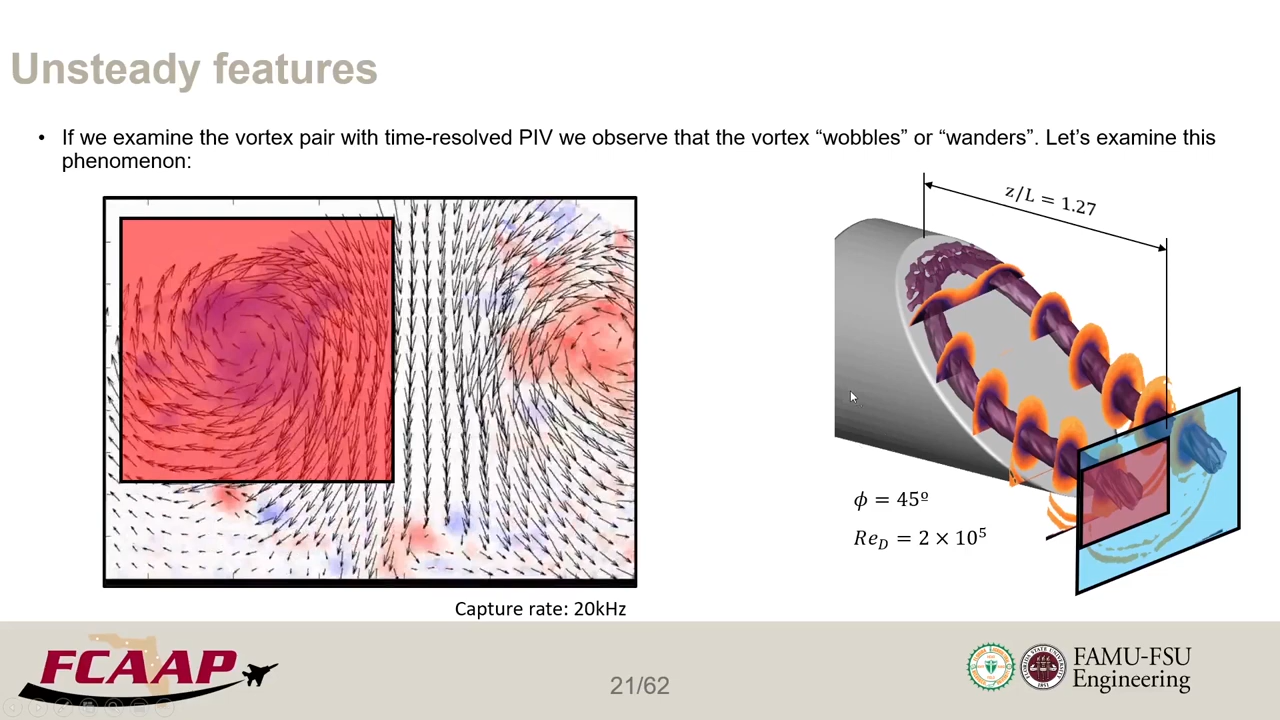 Unsteady features
• If we examine the vortex pair with time-resolved PIV we observe that the vortex “wobbles” or “wanders”. Let’s examine this
phenomenon:
z/L = 1.27
ϕ = 45º
Re_D = 2 × 10⁵
Capture rate: 20kHz
FCAAP
21/62
FAMU-FSU
Engineering